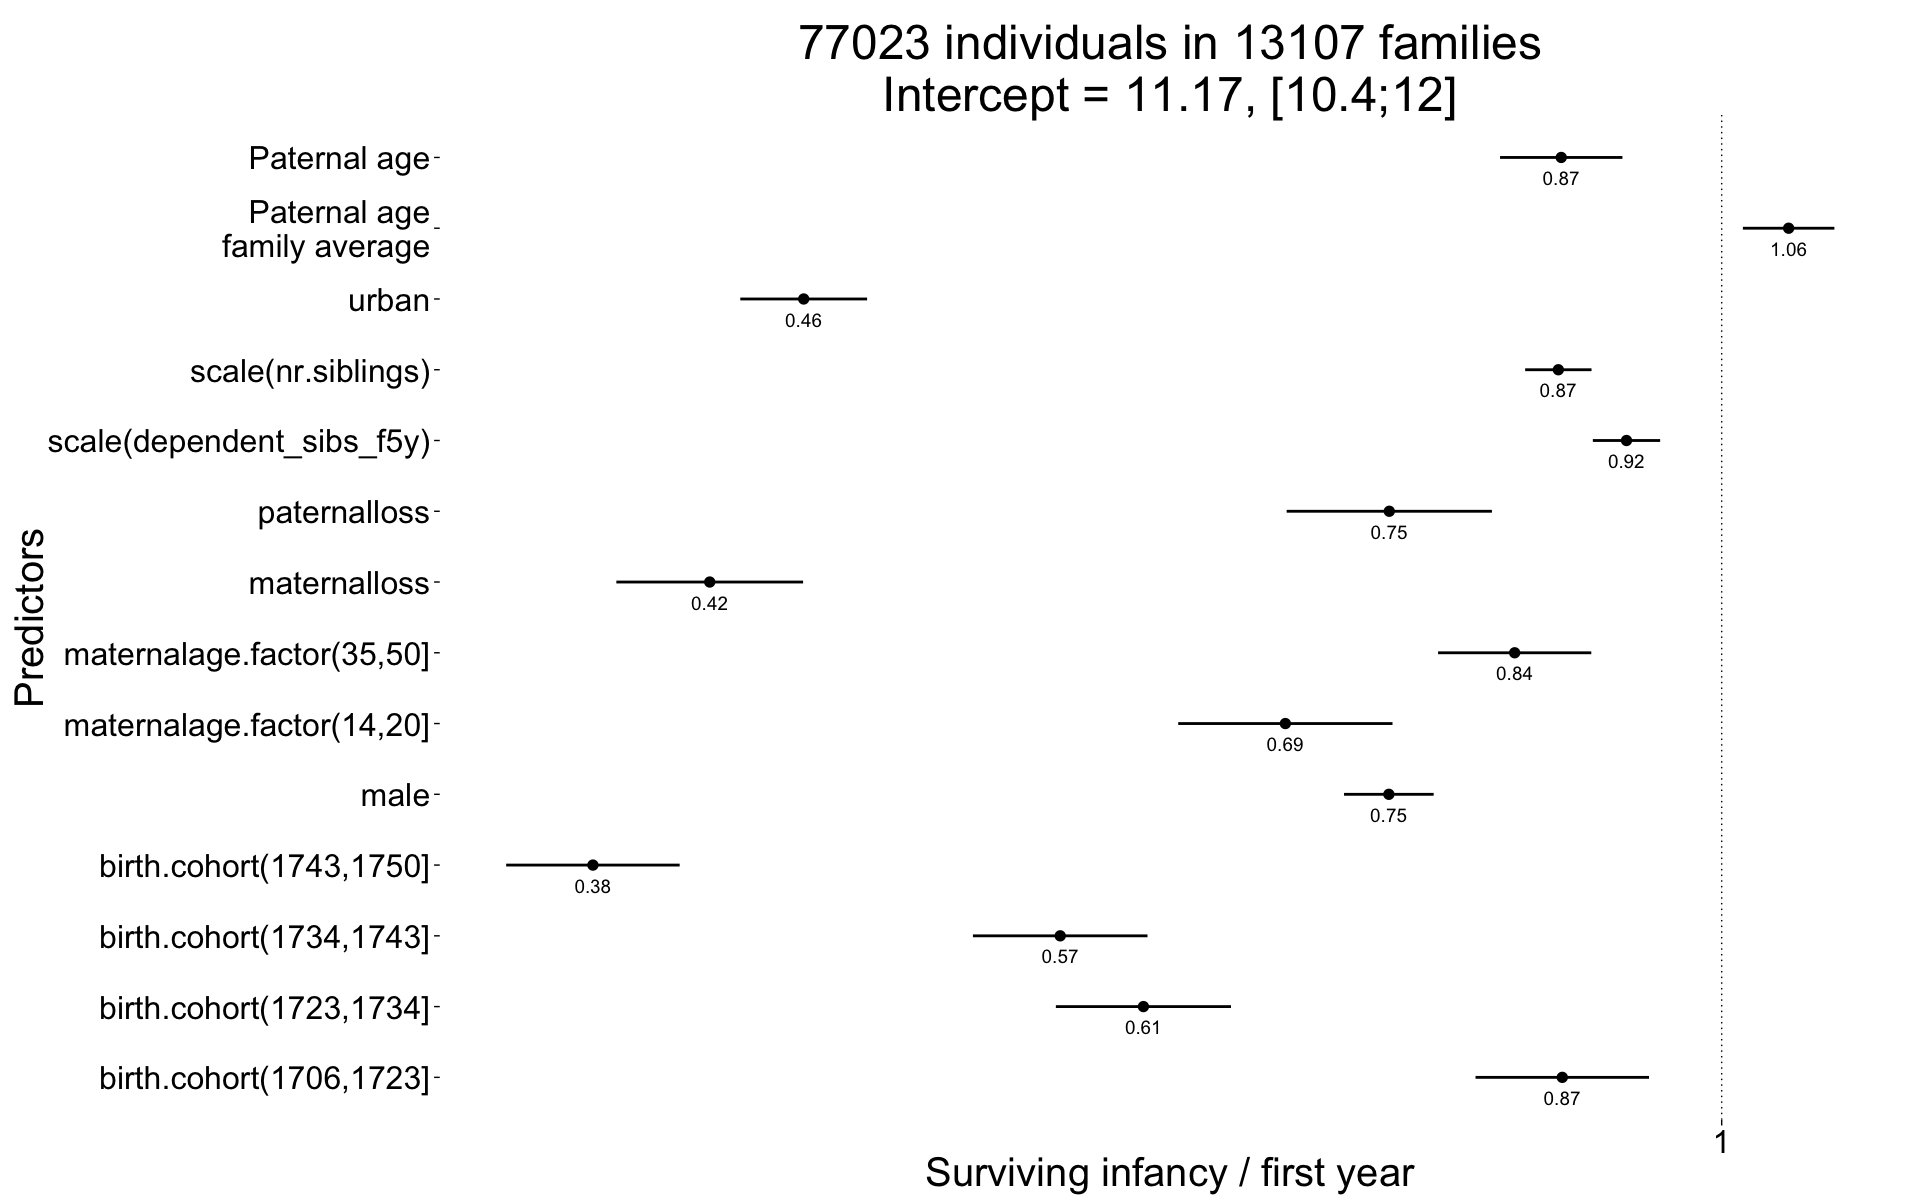 77023 individuals in 13107 families
Intercept = 11.17, [10.4;12]
Predictors
Paternal age
0.87
Paternal age
family average
1.06
urban
0.46
scale(nr.siblings)
0.87
scale(dependent_sibs_f5y)
0.92
paternalloss
0.75
maternalloss
0.42
maternalage.factor(35,50]
0.84
maternalage.factor(14,20]
0.69
male
0.75
birth.cohort(1743,1750]
0.38
birth.cohort(1734,1743]
0.57
birth.cohort(1723,1734]
0.61
birth.cohort(1706,1723]
0.87
1
Surviving infancy / first year